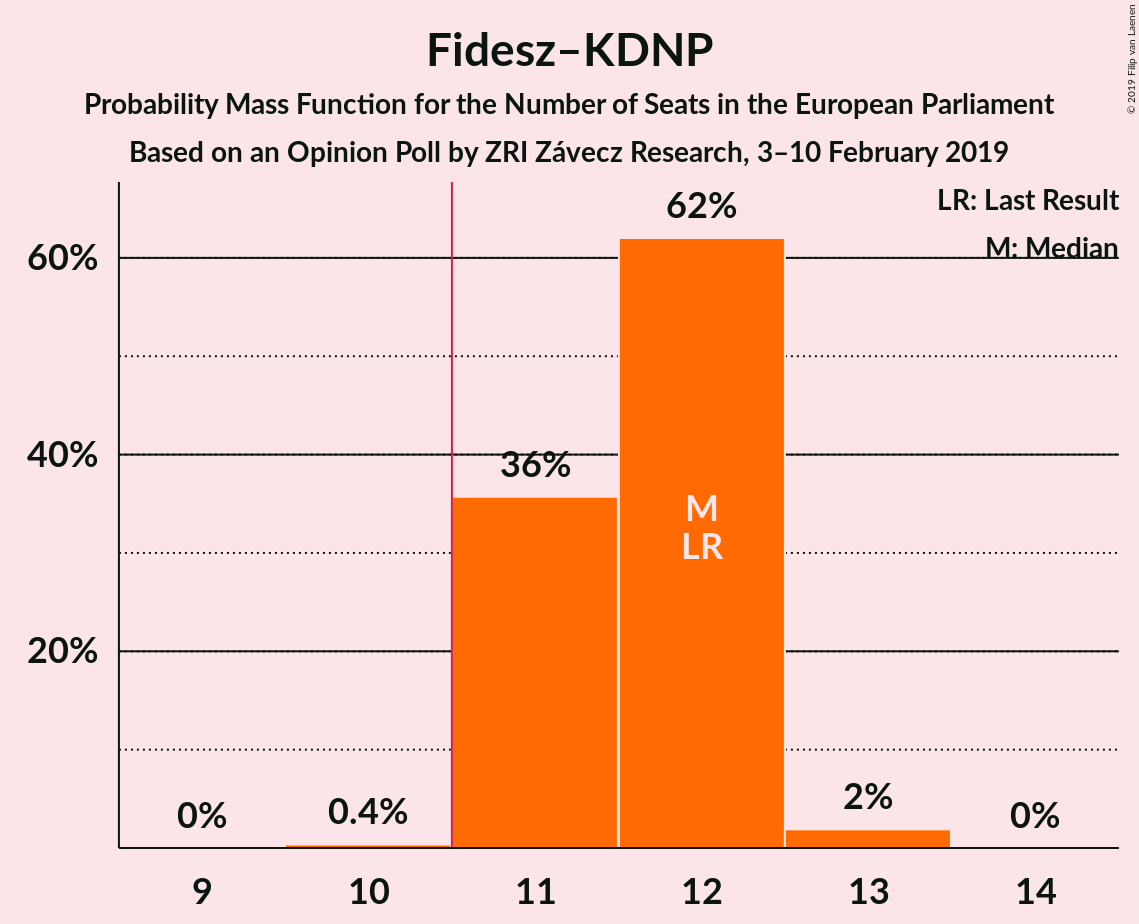 Fidesz–KDNP
Probability Mass Function for the Number of Seats in the European Parliament
Based on an Opinion Poll by ZRI Závecz Research, 3–10 February 2019
© 2019 Filip van Laenen
LR: Last Result
M: Median
60%
40%
20%
0%
0.4%
36%
62%
M
LR
2%
0%
9
10
11
12
13
14